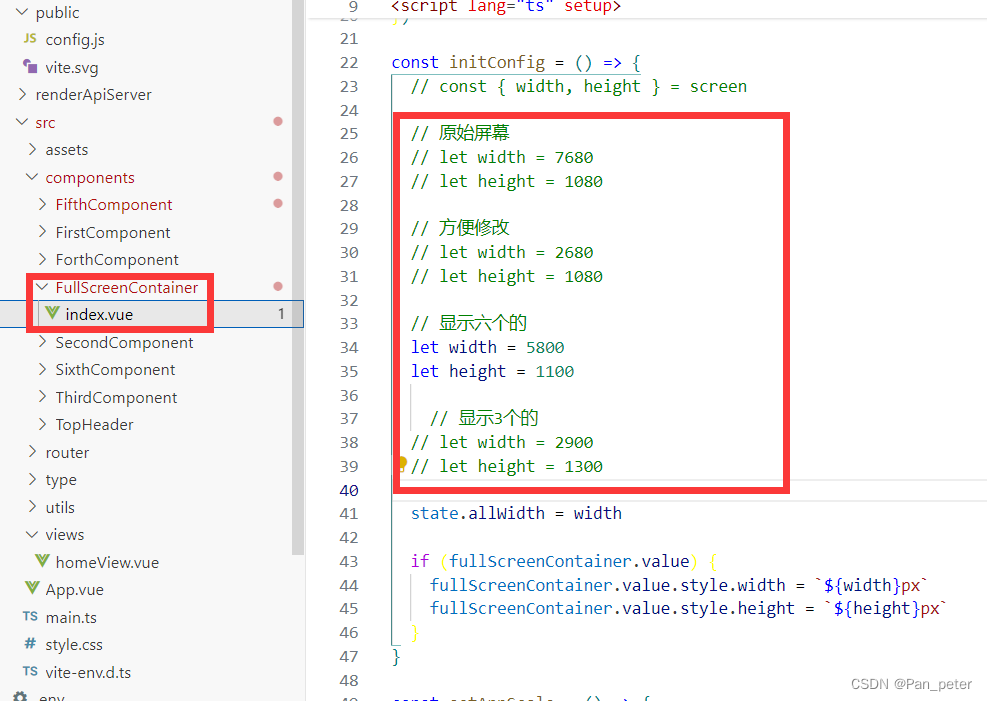 public
JS config.js
vite.svg
renderApiServer
src
assets
components
FifthComponent
FirstComponent
ForthComponent
FullScreenContainer
index.vue 1
SecondComponent
SixthComponent
ThirdComponent
TopHeader
router
type
utils
views
homeView.vue
App.vue
TS main.ts
# style.css
TS vite-env.d.ts
9 <script lang="ts" setup>
20 })
21
22 const initConfig = () => {
23 // const { width, height } = screen
24
25 // 原始屏幕
26 // let width = 7680
27 // let height = 1080
28
29 // 方便修改
30 // let width = 2680
31 // let height = 1080
32
33 // 显示六个的
34 let width = 5800
35 let height = 1100
36
37 // 显示3个的
38 // let width = 2900
39 // let height = 1300
40
41 state.allWidth = width
42
43 if (fullScreenContainer.value) {
44 fullScreenContainer.value.style.width = `${width}px`
45 fullScreenContainer.value.style.height = `${height}px`
46 }
47 }
48
CSDN @Pan_peter